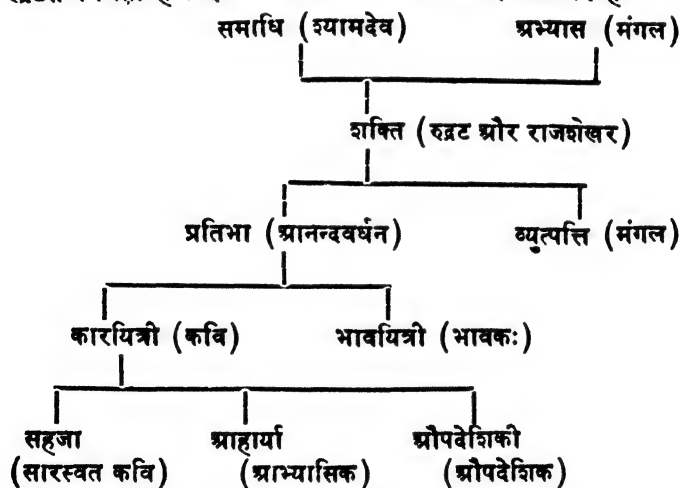 समाधि (श्यामदेव) अभ्यास (मंगल)
शक्ति (रुद्रट और राजशेखर)
प्रतिभा (आनन्दवर्धन) व्युत्पत्ति (मंगल)
कारयित्री (कवि) भावयित्री (भावकः)
सहजा आहार्या औपदेशिकी
(सारस्वत कवि) (आभ्यासिक) (औपदेशिक)